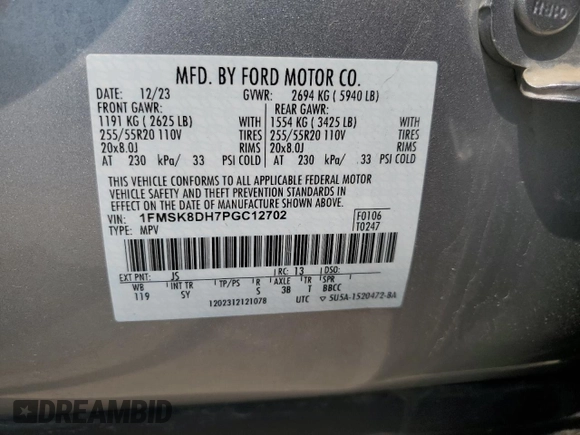 MFD. BY FORD MOTOR CO.
DATE: 12/23 GVWR: 2694 KG ( 5940 LB)
FRONT GAWR: REAR GAWR:
1191 KG ( 2625 LB) WITH 1554 KG ( 3425 LB) WITH
255/55R20 110V TIRES 255/55R20 110V TIRES
20x8.0J RIMS 20x8.0J RIMS
AT 230 kPa/ 33 PSI COLD AT 230 kPa/ 33 PSI COLD
THIS VEHICLE CONFORMS TO ALL APPLICABLE FEDERAL MOTOR
VEHICLE SAFETY AND THEFT PREVENTION STANDARDS IN
EFFECT ON THE DATE OF MANUFACTURE SHOWN ABOVE.
VIN: 1FMSK8DH7PGC12702 F0106
TYPE: MPV T0247
EXT PNT: JS RC: 13 DSO:
WB INT TR TP/PS R AXLE TR SPR
119 SY S 3B T BBCC
1202312121078 UTC ▽ 5U5A-1520472-BA
DREAMBID